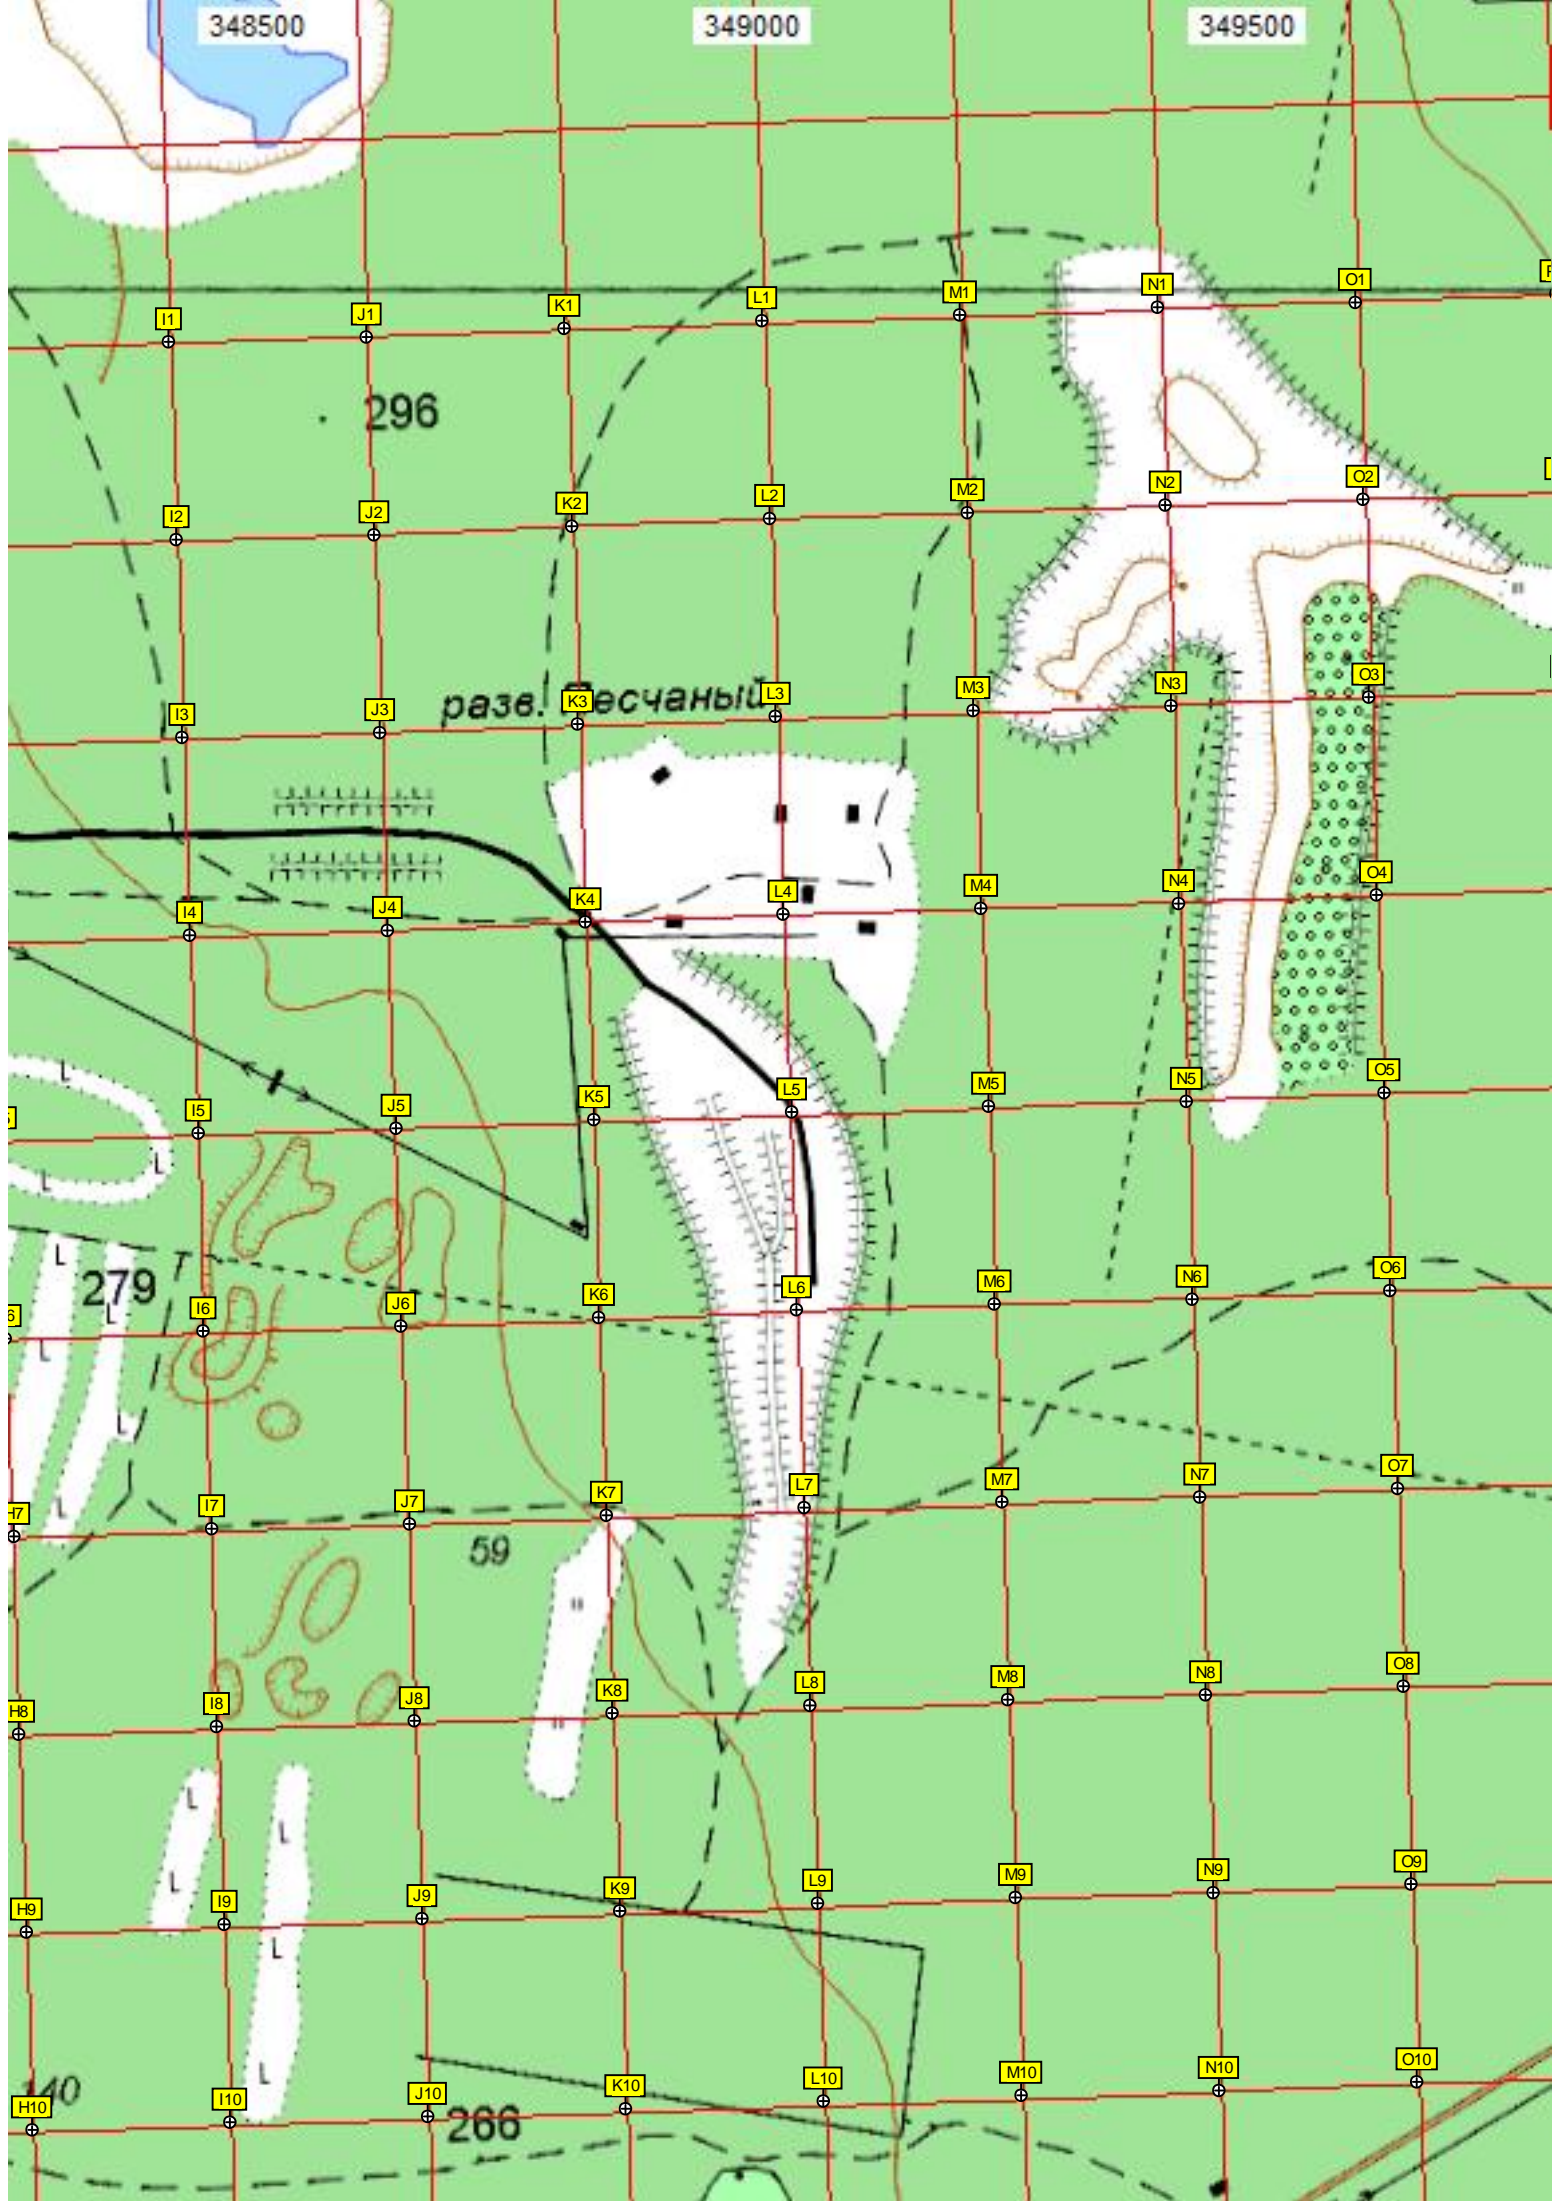 348500 349000 349500
I1 J1 K1 L1 M1 N1 O1
296
I2 J2 K2 L2 M2 N2 O2
разв. Песчаный
I3 J3 K3 L3 M3 N3 O3
I4 J4 K4 L4 M4 N4 O4
L
I5 J5 K5 L5 M5 N5 O5
L
L
L
279
L
I6 J6 K6 L6 M6 N6 O6
L
L
L
H7 I7 J7 K7 L7 M7 N7 O7
59
H8 I8 J8 K8 L8 M8 N8 O8
L
L
L
H9 I9 J9 K9 L9 M9 N9 O9
L
L
140
H10 I10 J10 K10 L10 M10 N10 O10
266